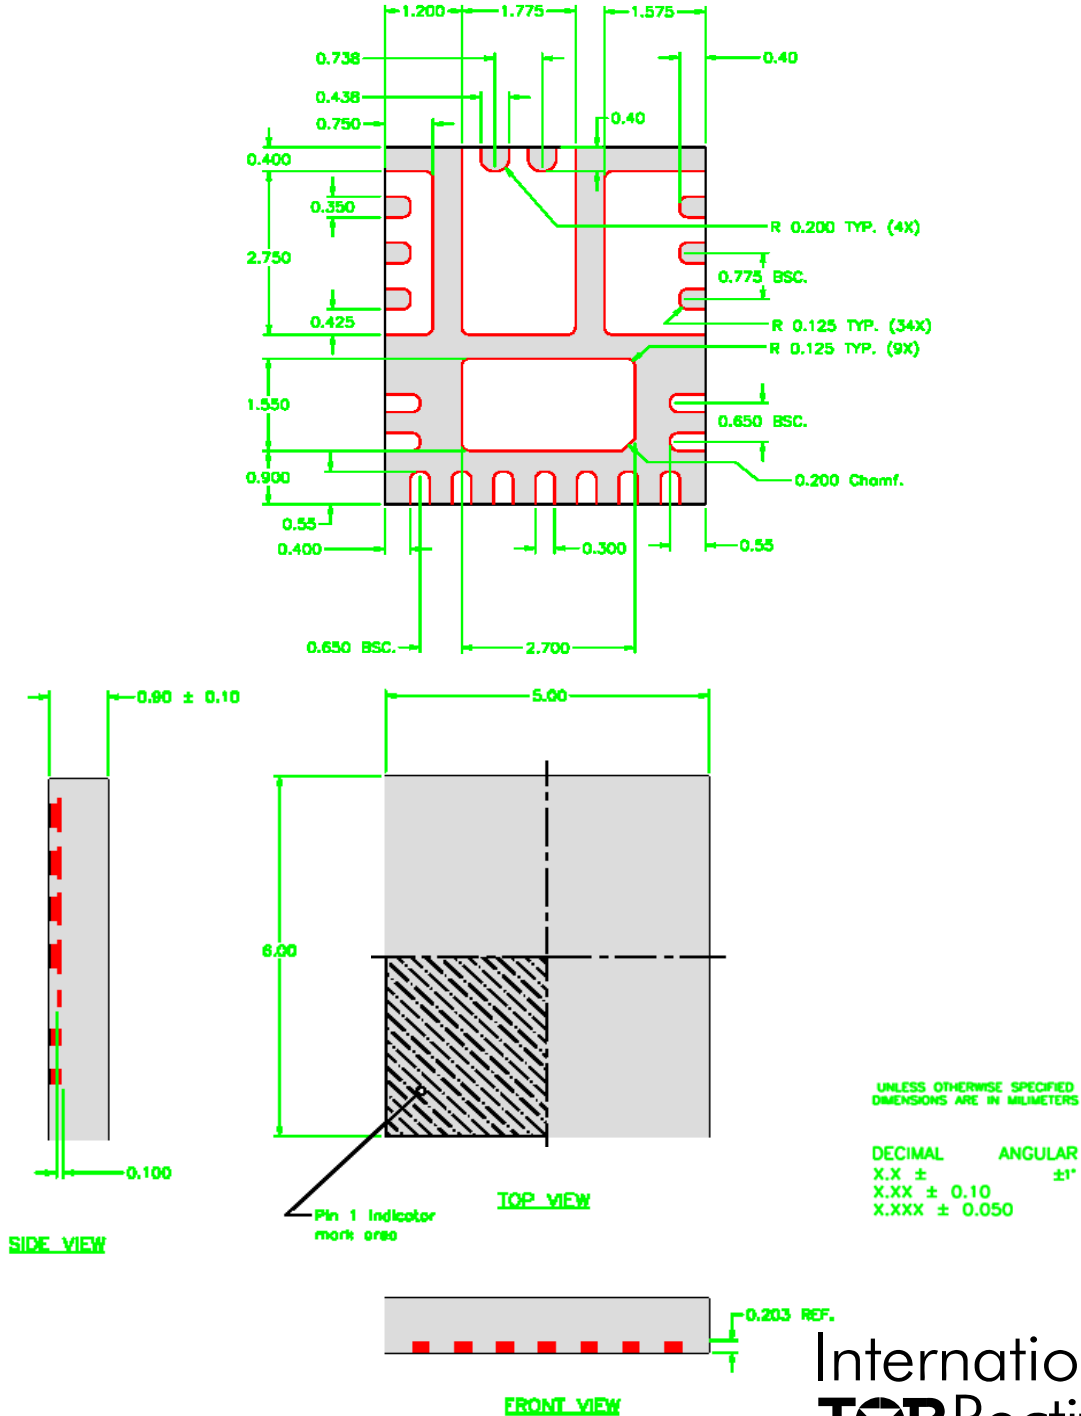 1.200 1.775 1.575
0.738 0.40
0.438
0.750 0.40
0.400
0.350
R 0.200 TYP. (4X)
2.750
0.775 BSC.
0.425
R 0.125 TYP. (34X)
R 0.125 TYP. (9X)
1.550
0.650 BSC.
0.900
0.200 Chamf.
0.55
0.400 0.300 0.55
0.650 BSC. 2.700
0.90 ± 0.10 5.00
6.00
UNLESS OTHERWISE SPECIFIED
DIMENSIONS ARE IN MILIMETERS
DECIMAL ANGULAR
X.X ± ±1°
X.XX ± 0.10
X.XXX ± 0.050
0.100
TOP VIEW
Pin 1 Indicator
mark area
SIDE VIEW
0.203 REF.
FRONT VIEW
Internatio